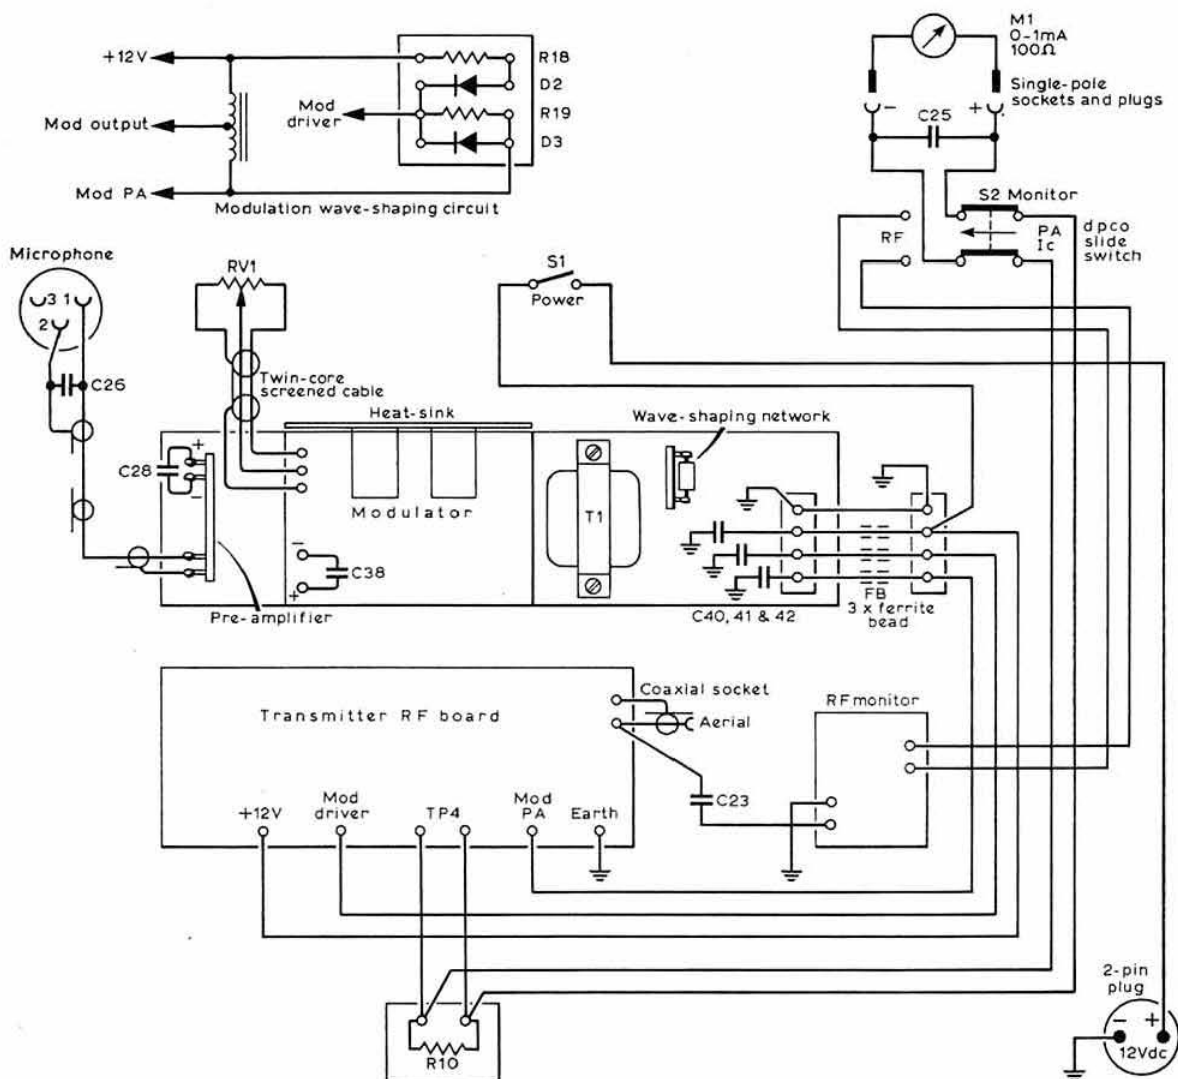 M1
0-1mA
100Ω
+12V
R18
D2
Single-pole
sockets and plugs
Mod
driver
R19
- +
C25
Mod output
D3
Mod PA
Modulation wave-shaping circuit
S2 Monitor
RF
PA
Ic
dpco
slide
switch
Microphone
RV1
S1
Power
3 1
2
C26
Twin-core
screened cable
Heat-sink
Wave-shaping network
+
C28
-
Modulator
T1
-
C38
+
Pre-amplifier
C40, 41 & 42
FB
3 x ferrite
bead
Coaxial socket
Transmitter RF board
Aerial
RF monitor
+12V
Mod
driver
TP4
Mod
PA
Earth
C23
2-pin
plug
- +
12Vdc
R10